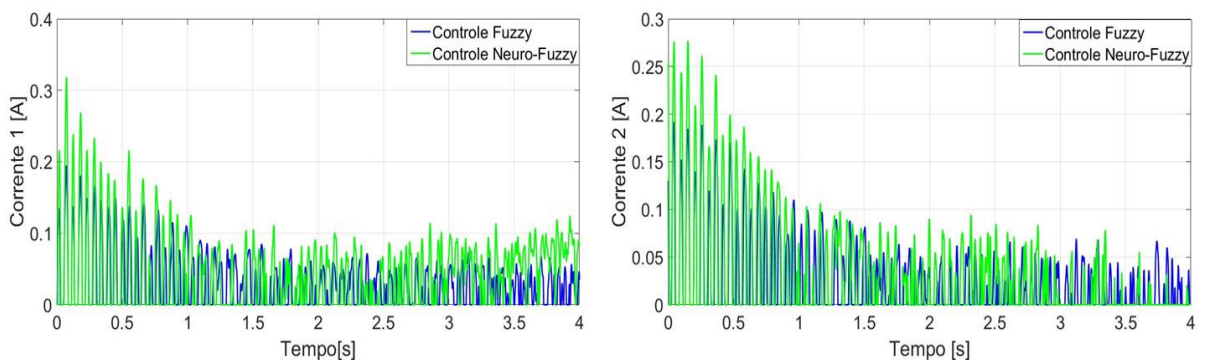 0.4
0.3
0.2
0.1
0
Corrente 1 [A]
Controle Fuzzy
Controle Neuro-Fuzzy
0 0.5 1 1.5 2 2.5 3 3.5 4
Tempo[s]
0.3
0.25
0.2
0.15
0.1
0.05
0
Corrente 2 [A]
Controle Fuzzy
Controle Neuro-Fuzzy
0 0.5 1 1.5 2 2.5 3 3.5 4
Tempo [s]